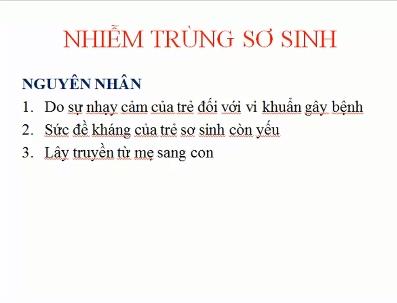 NHIỄM TRÙNG SƠ SINH
NGUYÊN NHÂN
1. Do sự nhạy cảm của trẻ đối với vi khuẩn gây bệnh
2. Sức đề kháng của trẻ sơ sinh còn yếu
3. Lây truyền từ mẹ sang con